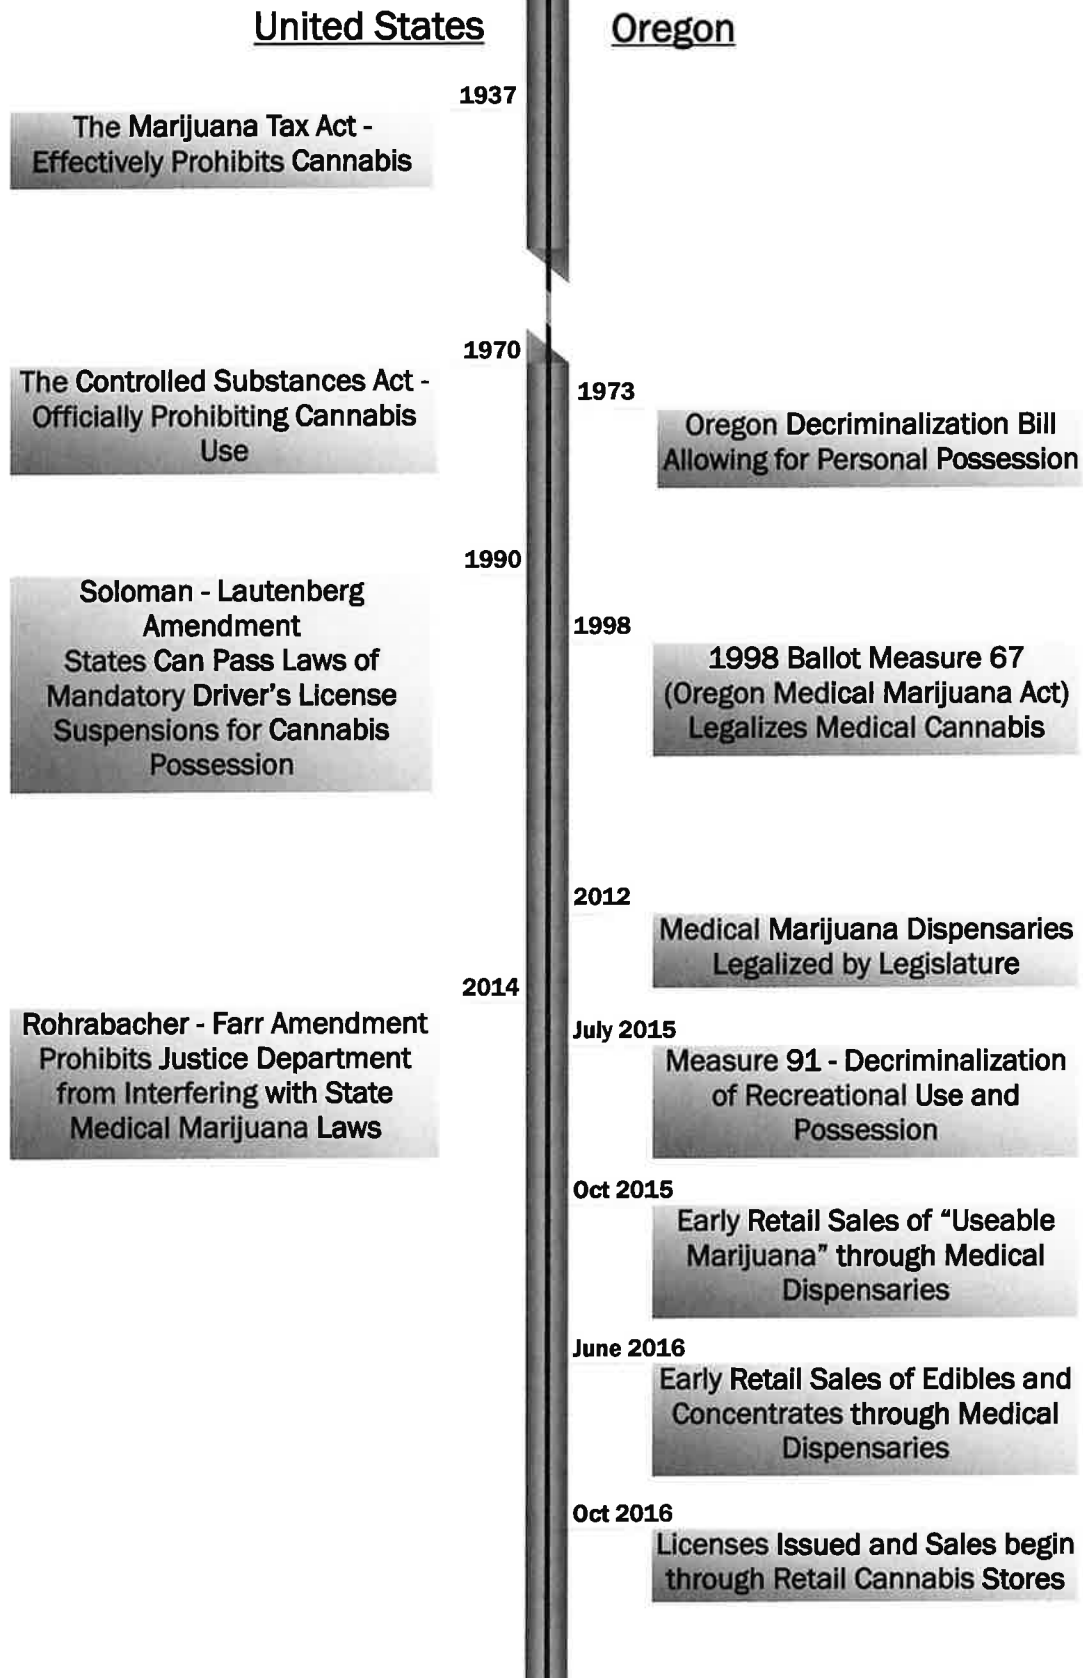 United States
Oregon
1937
The Marijuana Tax Act -
Effectively Prohibits Cannabis
1970
The Controlled Substances Act -
Officially Prohibiting Cannabis
Use
1973
Oregon Decriminalization Bill
Allowing for Personal Possession
1990
Soloman - Lautenberg
Amendment
States Can Pass Laws of
Mandatory Driver's License
Suspensions for Cannabis
Possession
1998
1998 Ballot Measure 67
(Oregon Medical Marijuana Act)
Legalizes Medical Cannabis
2012
Medical Marijuana Dispensaries
Legalized by Legislature
2014
Rohrabacher - Farr Amendment
Prohibits Justice Department
from Interfering with State
Medical Marijuana Laws
July 2015
Measure 91 - Decriminalization
of Recreational Use and
Possession
Oct 2015
Early Retail Sales of “Useable
Marijuana” through Medical
Dispensaries
June 2016
Early Retail Sales of Edibles and
Concentrates through Medical
Dispensaries
Oct 2016
Licenses Issued and Sales begin
through Retail Cannabis Stores